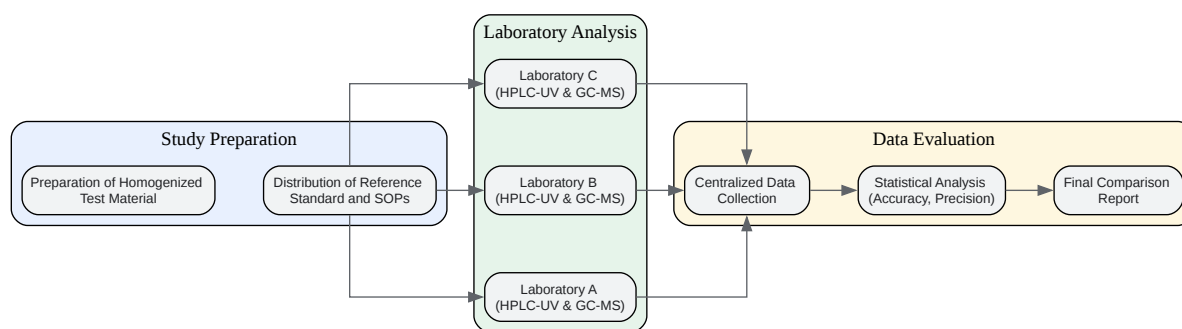 Laboratory Analysis
Laboratory C
(HPLC-UV & GC-MS)
Study Preparation
Preparation of Homogenized
Test Material
Distribution of Reference
Standard and SOPs
Laboratory B
(HPLC-UV & GC-MS)
Laboratory A
(HPLC-UV & GC-MS)
Data Evaluation
Centralized Data
Collection
Statistical Analysis
(Accuracy, Precision)
Final Comparison
Report